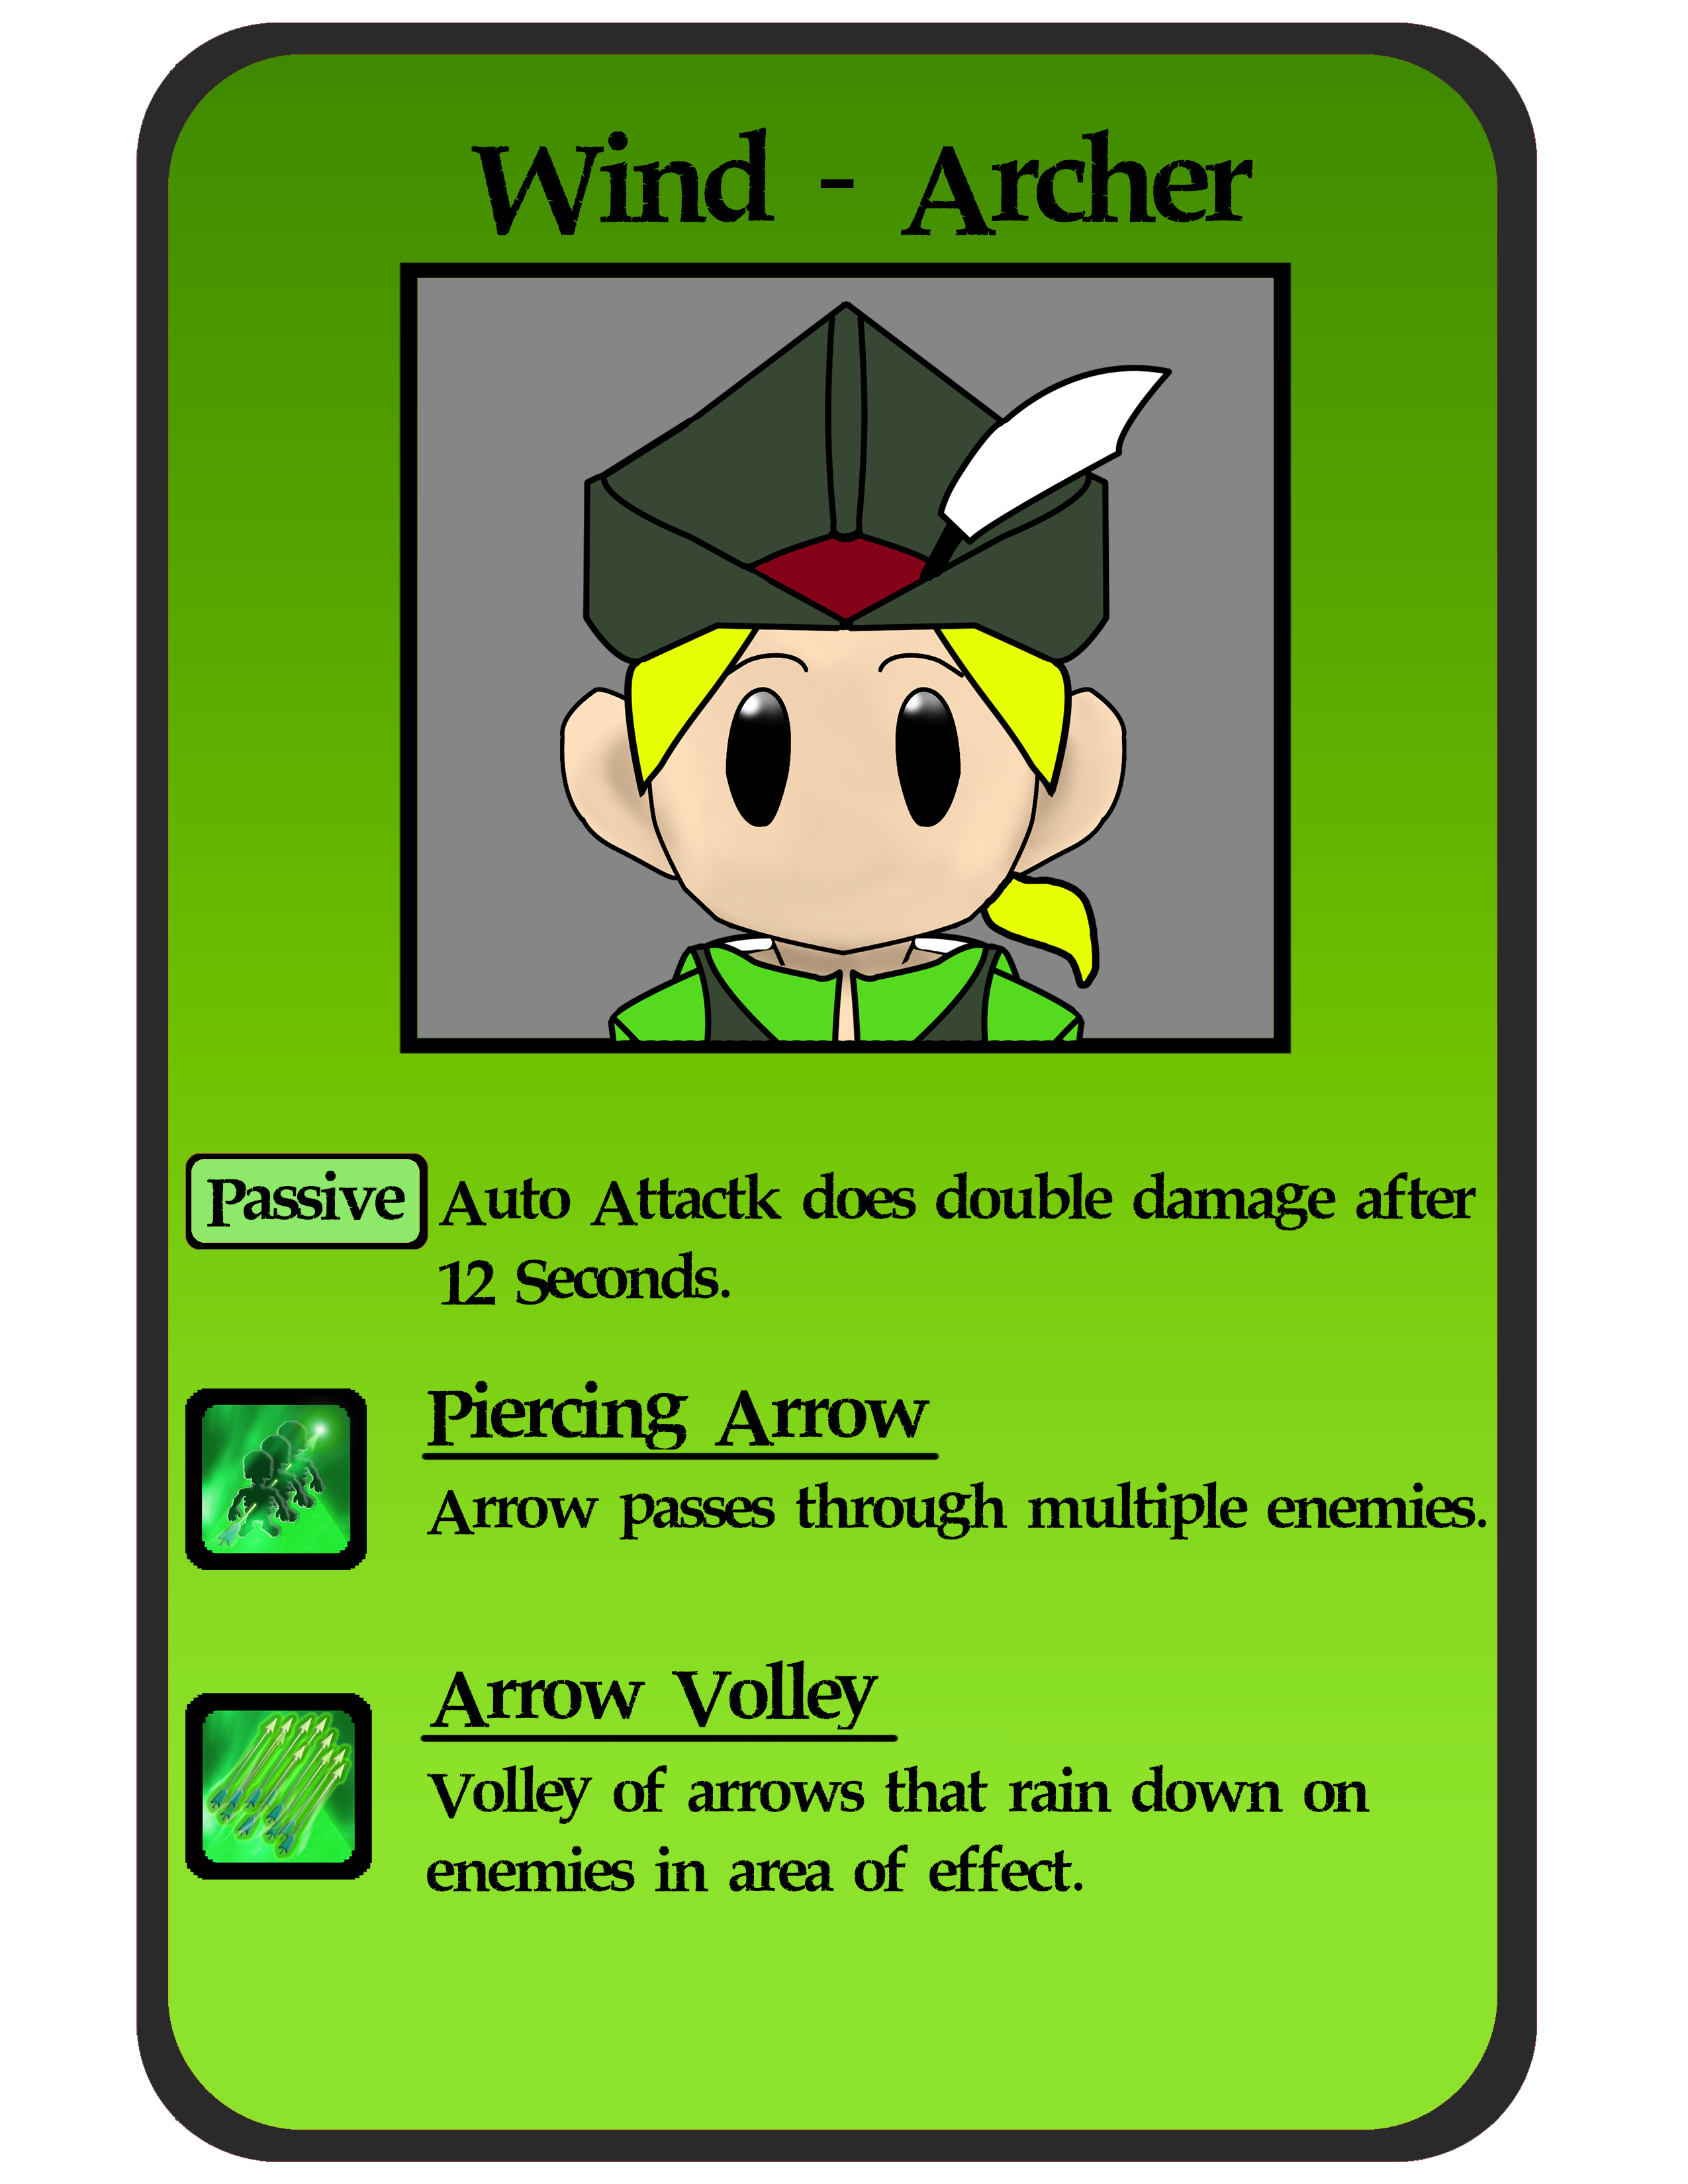 Wind - Archer
Passive
Auto Attactk does double damage after
12 Seconds.
Piercing Arrow
Arrow passes through multiple enemies.
Arrow Volley
Volley of arrows that rain down on
enemies in area of effect.